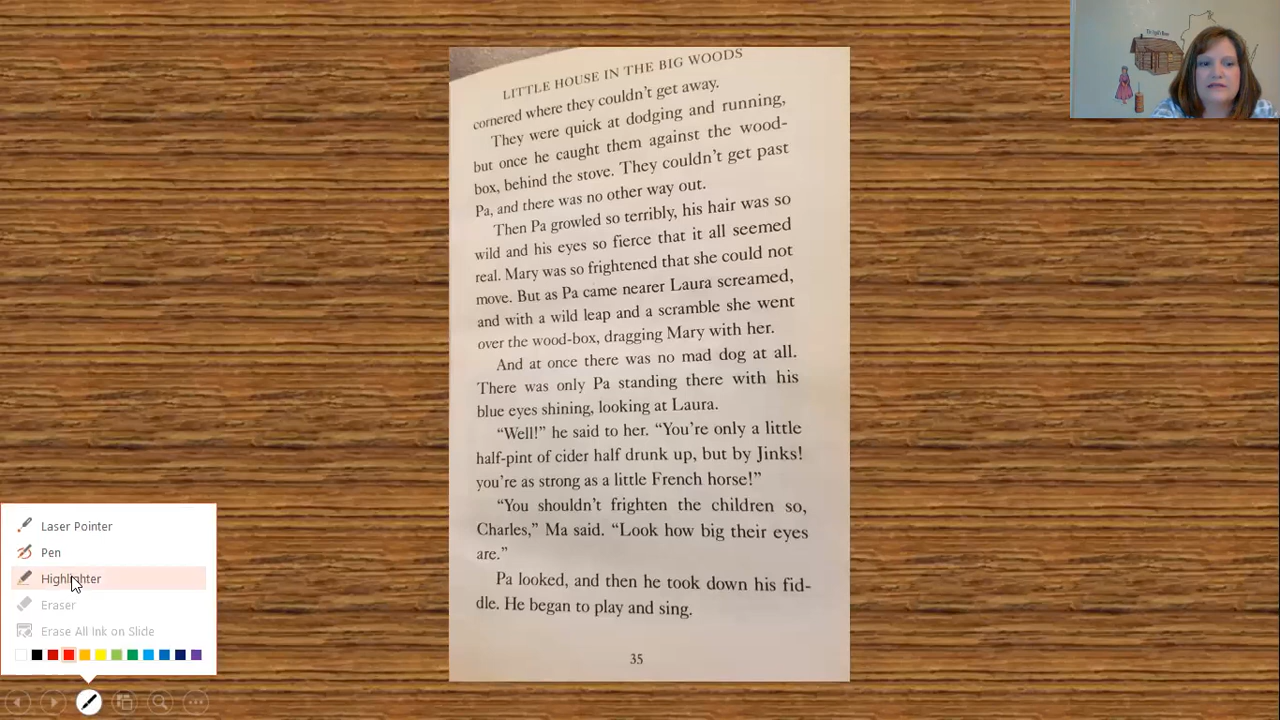 LITTLE HOUSE IN THE BIG WOODS
cornered where they couldn't get away.
They were quick at dodging and running,
but once he caught them against the wood-
box, behind the stove. They couldn't get past
Pa, and there was no other way out.
Then Pa growled so terribly, his hair was so
wild and his eyes so fierce that it all seemed
real. Mary was so frightened that she could not
move. But as Pa came nearer Laura screamed,
and with a wild leap and a scramble she went
over the wood-box, dragging Mary with her.
And at once there was no mad dog at all.
There was only Pa standing there with his
blue eyes shining, looking at Laura.
"Well!" he said to her. "You're only a little
half-pint of cider half drunk up, but by Jinks!
you're as strong as a little French horse!"
"You shouldn't frighten the children so,
Charles," Ma said. "Look how big their eyes
are."
Pa looked, and then he took down his fid-
dle. He began to play and sing.
35
Laser Pointer
Pen
Highlighter
Eraser
Erase All Ink on Slide